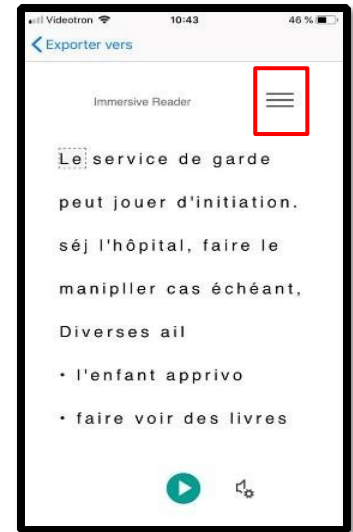 Videotron 10:43 46 %
Exporter vers
Immersive Reader
Le service de garde
peut jouer d'initiation.
séj l'hôpital, faire le
manipller cas échéant,
Diverses ail
• l'enfant apprivo
• faire voir des livres